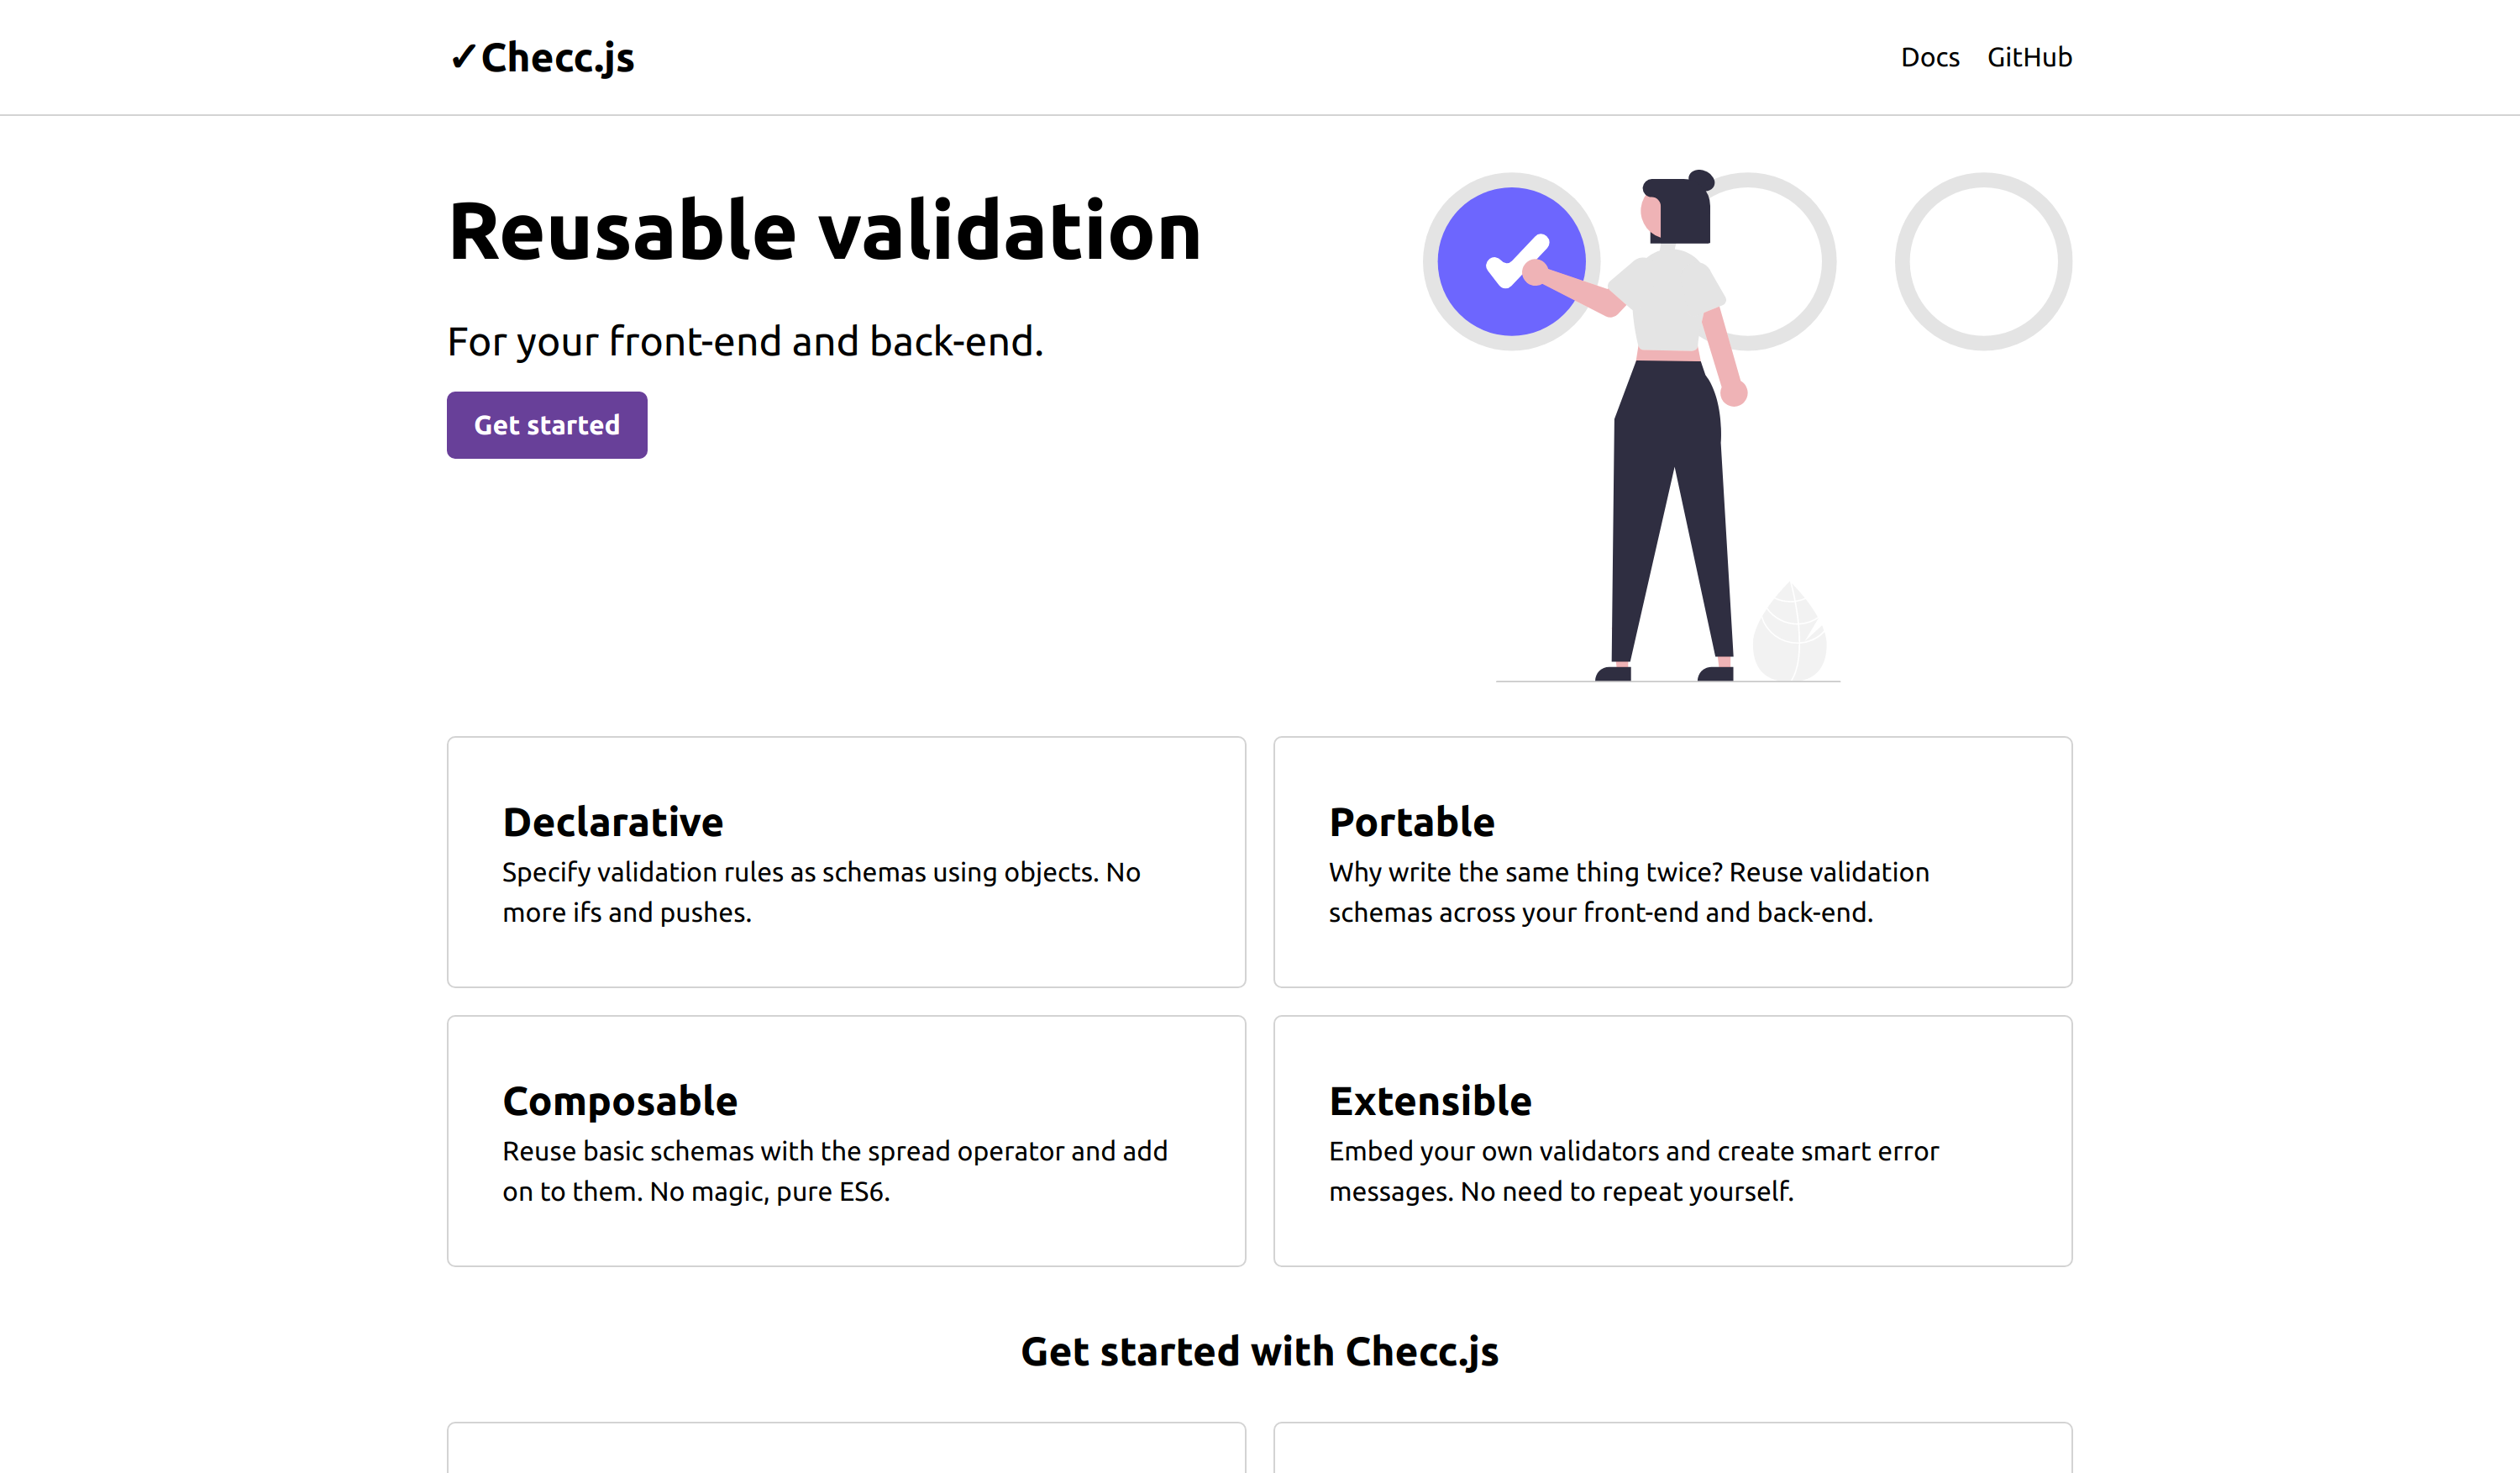 ✓Checc.js
Docs GitHub
Reusable validation
For your front-end and back-end.
Get started
Declarative
Specify validation rules as schemas using objects. No
more ifs and pushes.
Portable
Why write the same thing twice? Reuse validation
schemas across your front-end and back-end.
Composable
Reuse basic schemas with the spread operator and add
on to them. No magic, pure ES6.
Extensible
Embed your own validators and create smart error
messages. No need to repeat yourself.
Get started with Checc.js